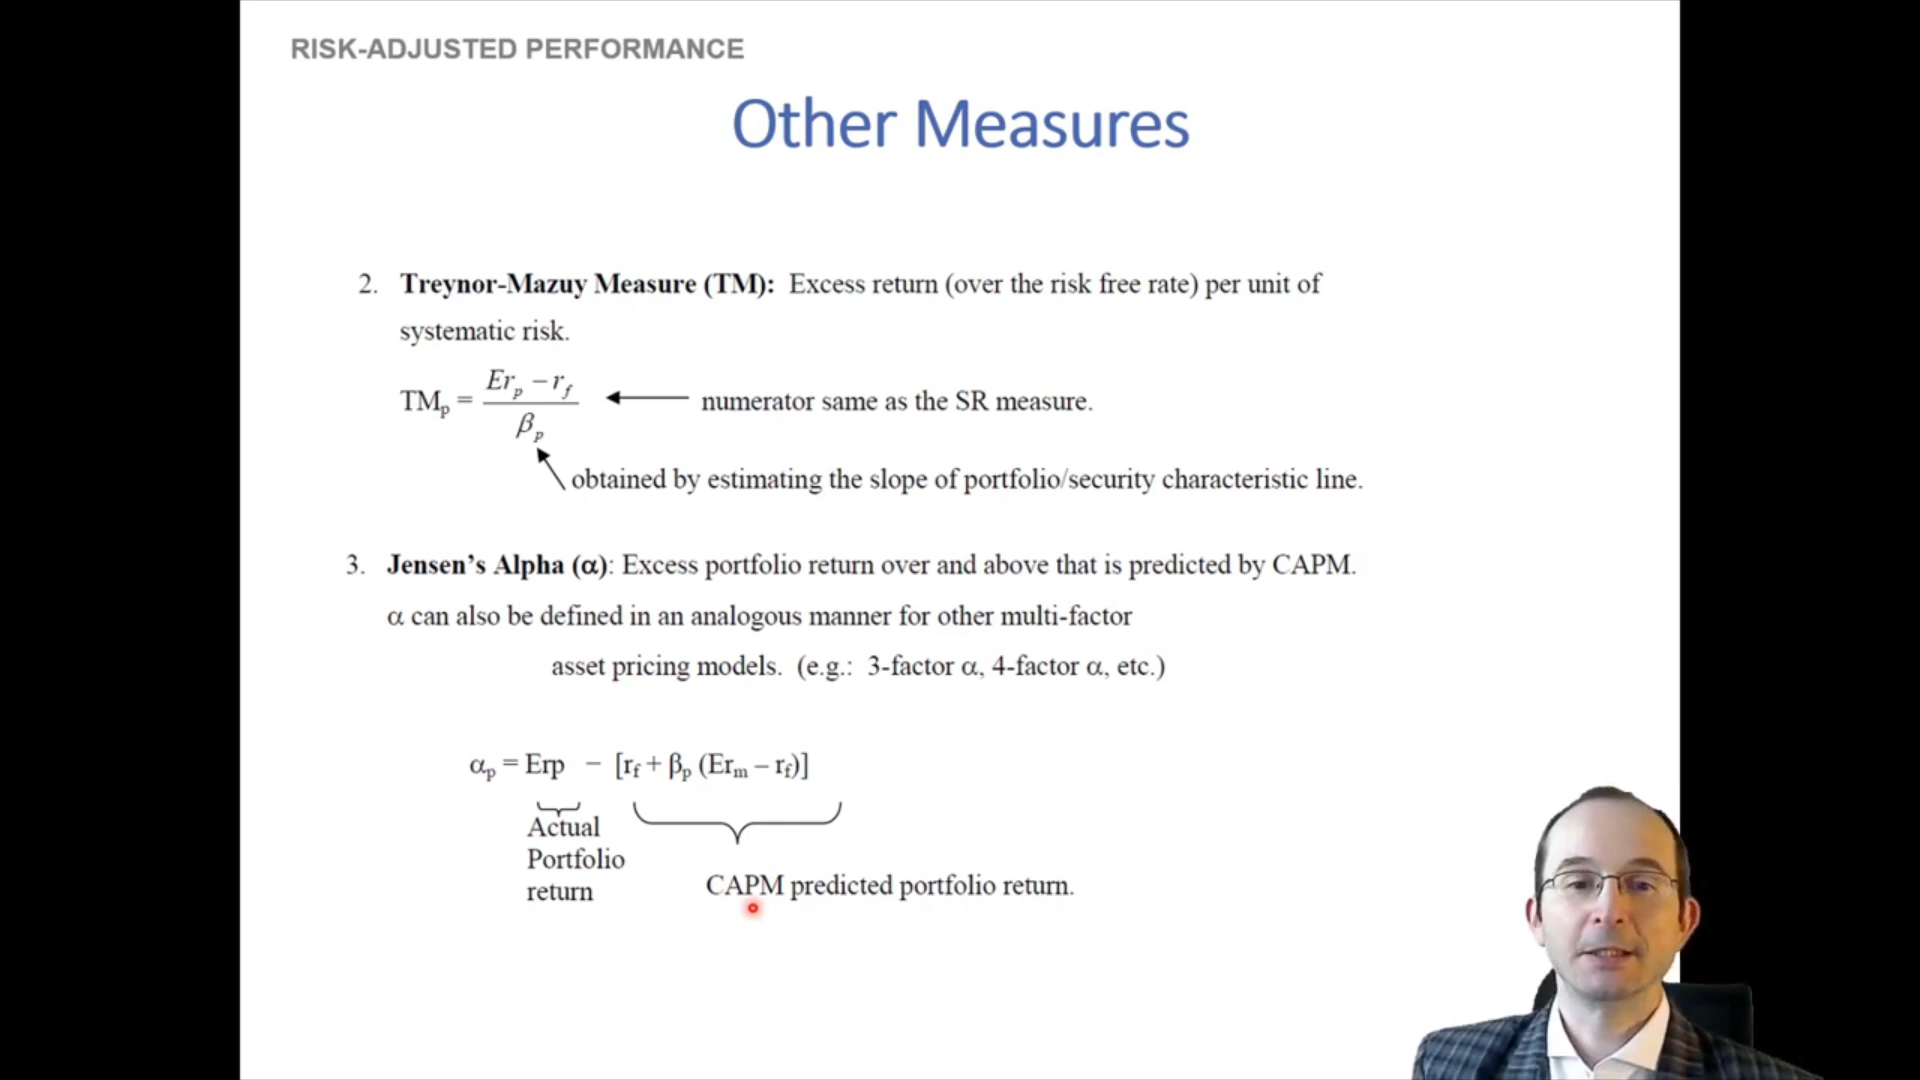 RISK-ADJUSTED PERFORMANCE
Other Measures
2. Treynor-Mazuy Measure (TM): Excess return (over the risk free rate) per unit of
systematic risk.
TMp = (Erp − rf) / βp ← numerator same as the SR measure.
obtained by estimating the slope of portfolio/security characteristic line.
3. Jensen's Alpha (α): Excess portfolio return over and above that is predicted by CAPM.
α can also be defined in an analogous manner for other multi-factor
asset pricing models. (e.g.: 3-factor α, 4-factor α, etc.)
αp = Erp − [rf + βp (Erm − rf)]
Actual
Portfolio
return
CAPM predicted portfolio return.